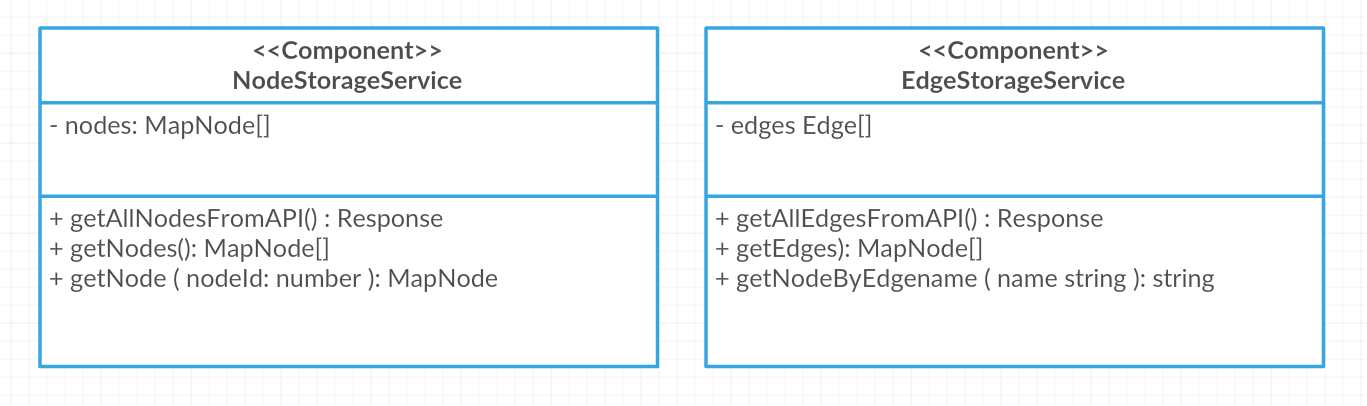 <<Component>>
NodeStorageService
- nodes: MapNode[]
+ getAllNodesFromAPI() : Response
+ getNodes(): MapNode[]
+ getNode ( nodeId: number ): MapNode
<<Component>>
EdgeStorageService
- edges Edge[]
+ getAllEdgesFromAPI() : Response
+ getEdges): MapNode[]
+ getNodeByEdgename ( name string ): string